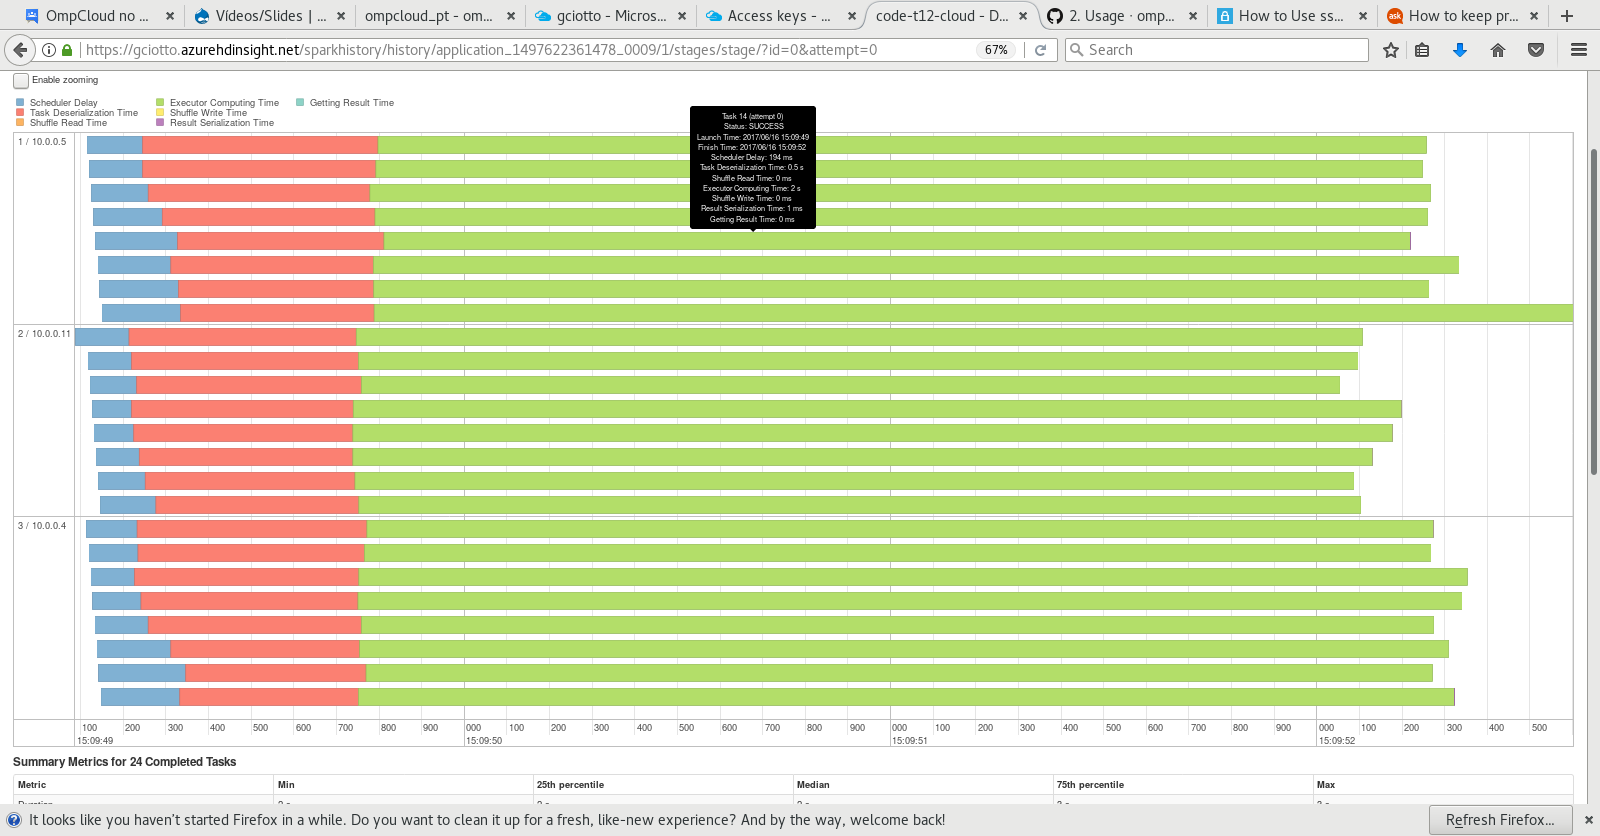 OmpCloud no ...
Vídeos/Slides | ...
ompcloud_pt - om...
gciotto - Micros...
Access keys - ...
code-t12-cloud - D...
2. Usage · omp...
How to Use ss...
ask How to keep pr...
https://gciotto.azurehdinsight.net/sparkhistory/history/application_1497622361478_0009/1/stages/stage/?id=0&attempt=0
67%
Search
Enable zooming
Scheduler Delay
Executor Computing Time
Getting Result Time
Task Deserialization Time
Shuffle Write Time
Shuffle Read Time
Result Serialization Time
Task 14 (attempt 0)
Status: SUCCESS
Launch Time: 2017/06/16 15:09:49
Finish Time: 2017/06/16 15:09:52
Scheduler Delay: 194 ms
Task Deserialization Time: 0.5 s
Shuffle Read Time: 0 ms
Executor Computing Time: 2 s
Shuffle Write Time: 0 ms
Result Serialization Time: 1 ms
Getting Result Time: 0 ms
1 / 10.0.0.5
2 / 10.0.0.11
3 / 10.0.0.4
100 200 300 400 500 600 700 800 900 000 100 200 300 400 500 600 700 800 900 000 100 200 300 400 500 600 700 800 900 000 100 200 300 400 500
15:09:49 15:09:50 15:09:51 15:09:52
Summary Metrics for 24 Completed Tasks
Metric Min 25th percentile Median 75th percentile Max
It looks like you haven't started Firefox in a while. Do you want to clean it up for a fresh, like-new experience? And by the way, welcome back!
Refresh Firefox...